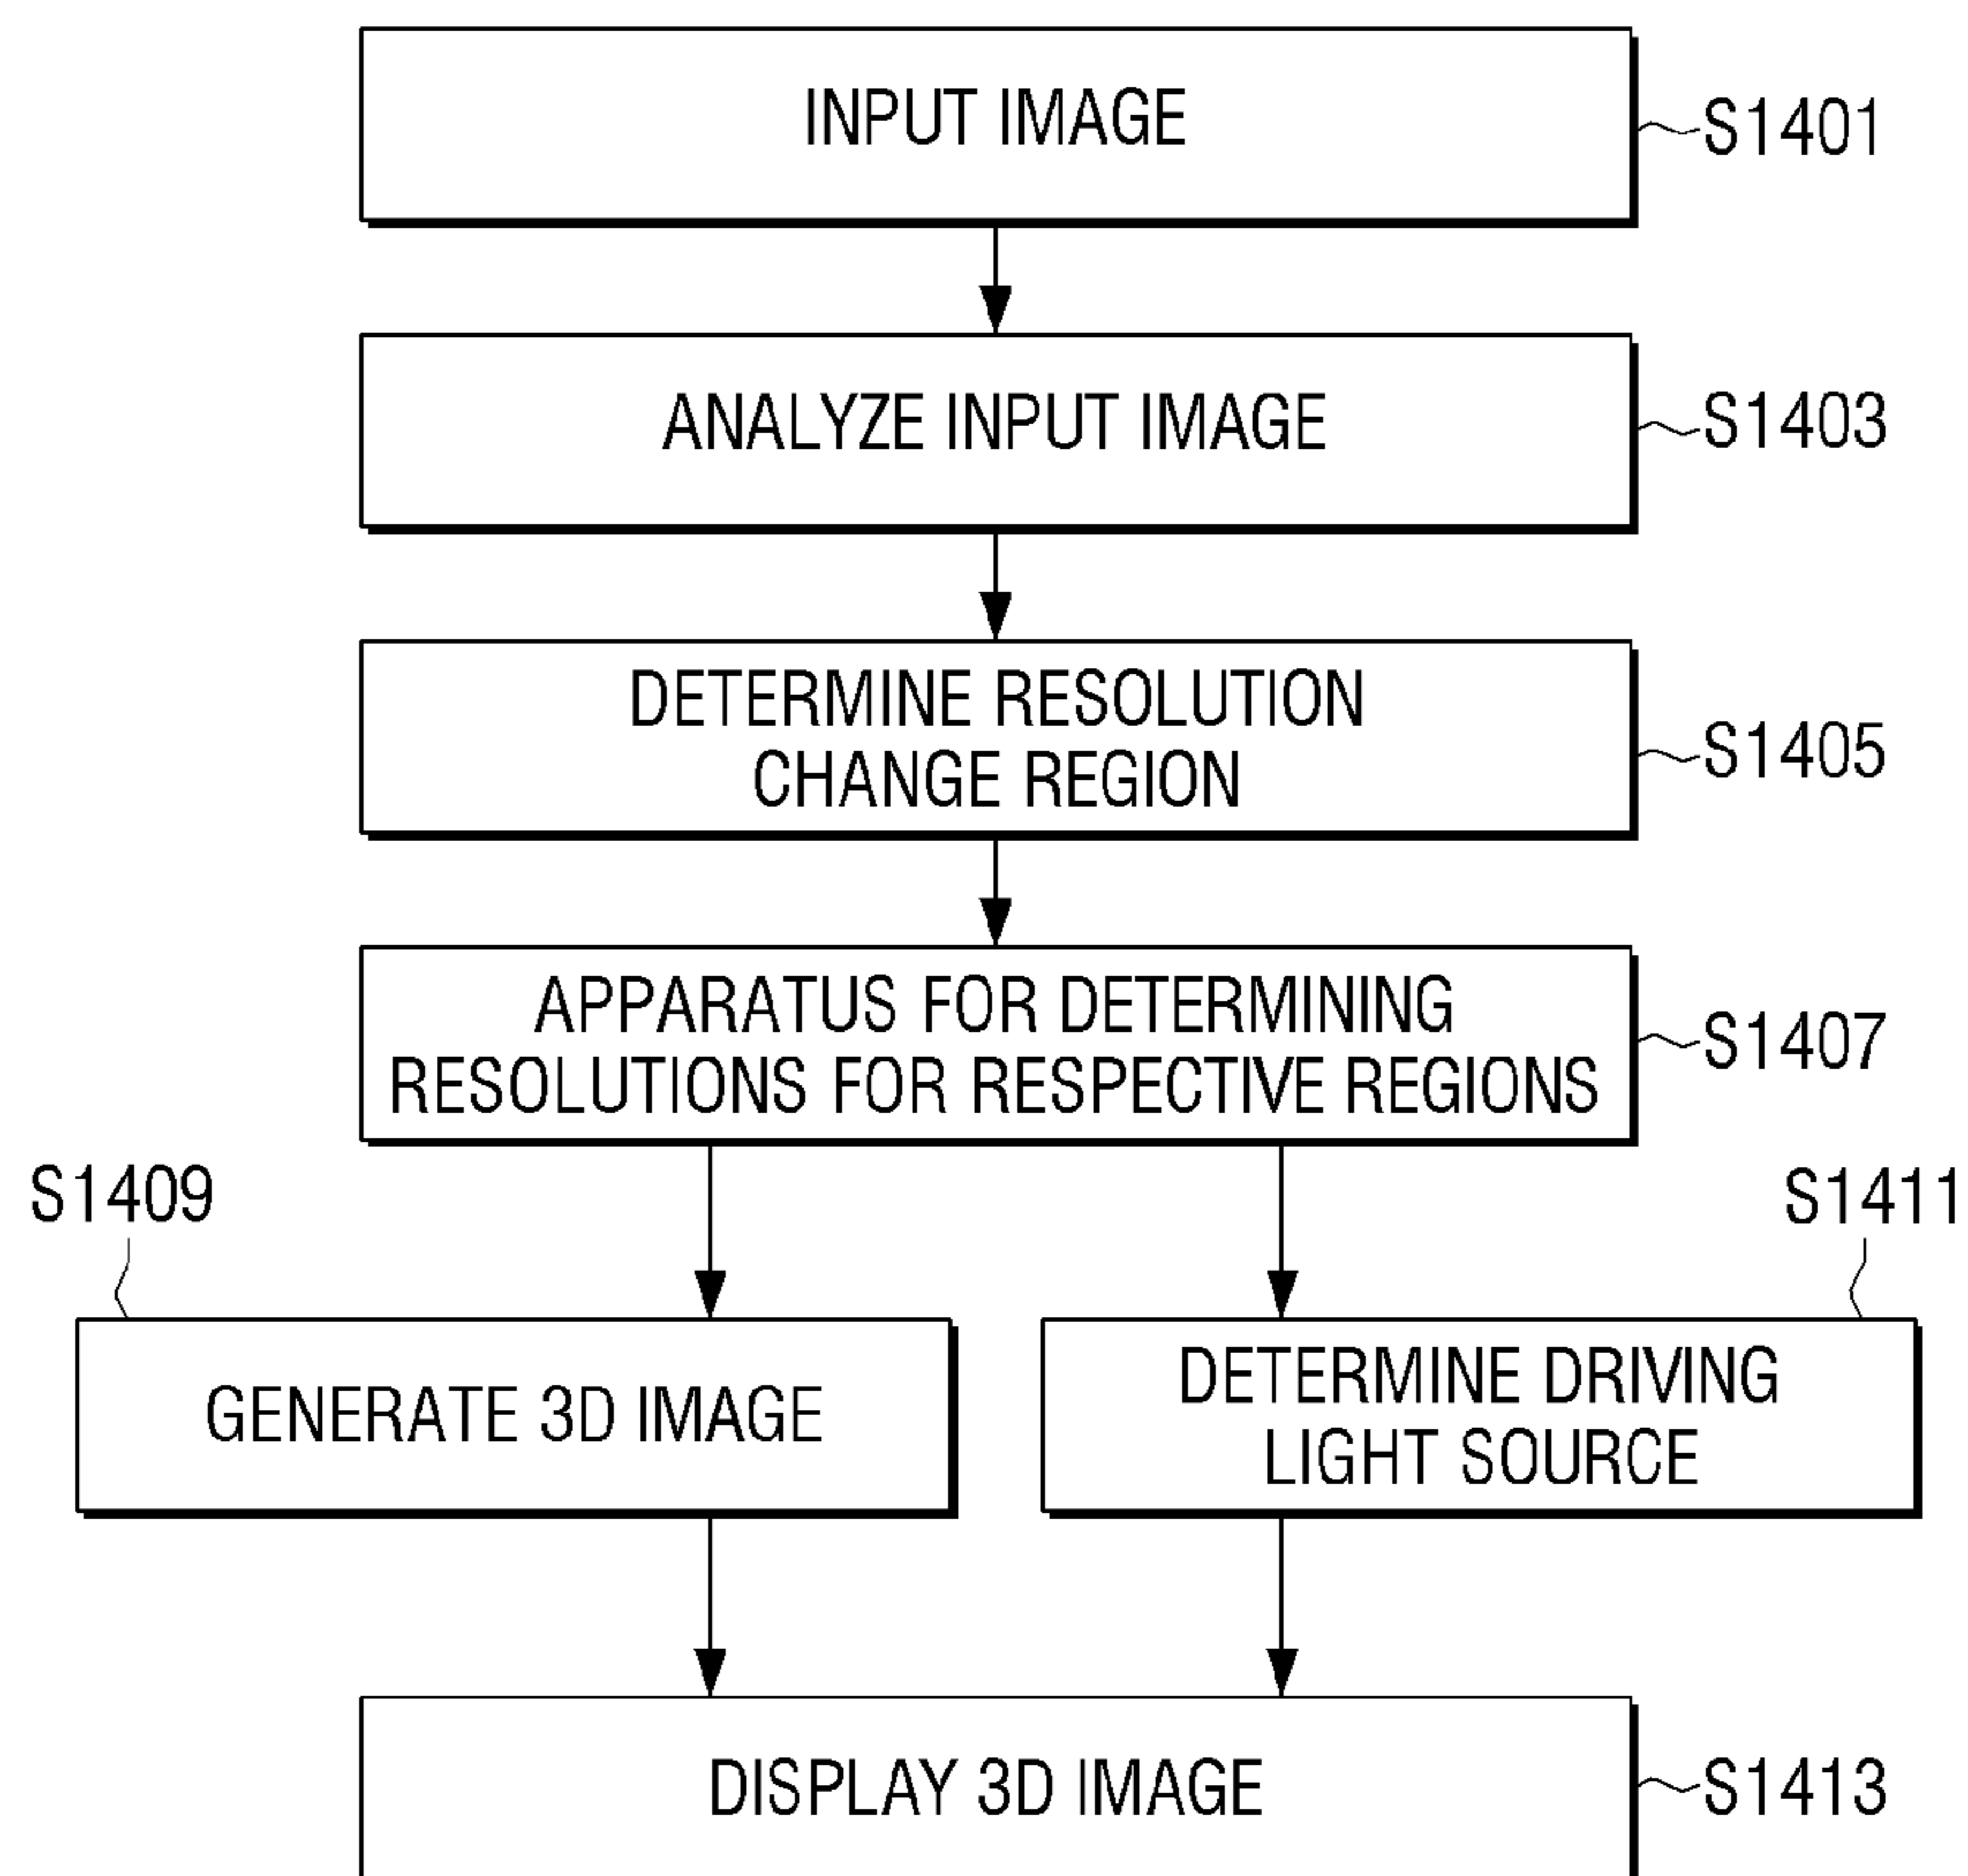 INPUT IMAGE
S1401
ANALYZE INPUT IMAGE
S1403
DETERMINE RESOLUTION
CHANGE REGION
S1405
APPARATUS FOR DETERMINING
RESOLUTIONS FOR RESPECTIVE REGIONS
S1407
S1409
S1411
GENERATE 3D IMAGE
DETERMINE DRIVING
LIGHT SOURCE
DISPLAY 3D IMAGE
S1413